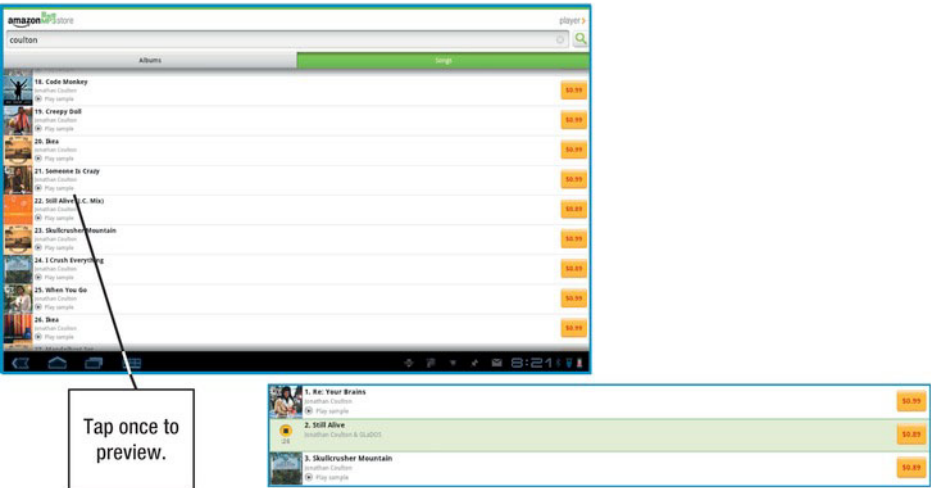 amazon MP3 store
player >
coulton
Albums
Songs
18. Code Monkey
Jonathan Coulton
Play sample
$0.99
19. Creepy Doll
Jonathan Coulton
Play sample
$0.99
20. Ikea
Jonathan Coulton
Play sample
$0.99
21. Someone Is Crazy
Jonathan Coulton
Play sample
$0.99
22. Still Alive (J.C. Mix)
Jonathan Coulton
Play sample
$0.89
23. Skullcrusher Mountain
Jonathan Coulton
Play sample
$0.99
24. I Crush Everything
Jonathan Coulton
Play sample
$0.89
25. When You Go
Jonathan Coulton
Play sample
$0.99
26. Ikea
Jonathan Coulton
Play sample
$0.99
8:21
Tap once to
preview.
1. Re: Your Brains
Jonathan Coulton
Play sample
$0.99
2. Still Alive
Jonathan Coulton & GLaDOS
:28
$0.89
3. Skullcrusher Mountain
Jonathan Coulton
Play sample
$0.89